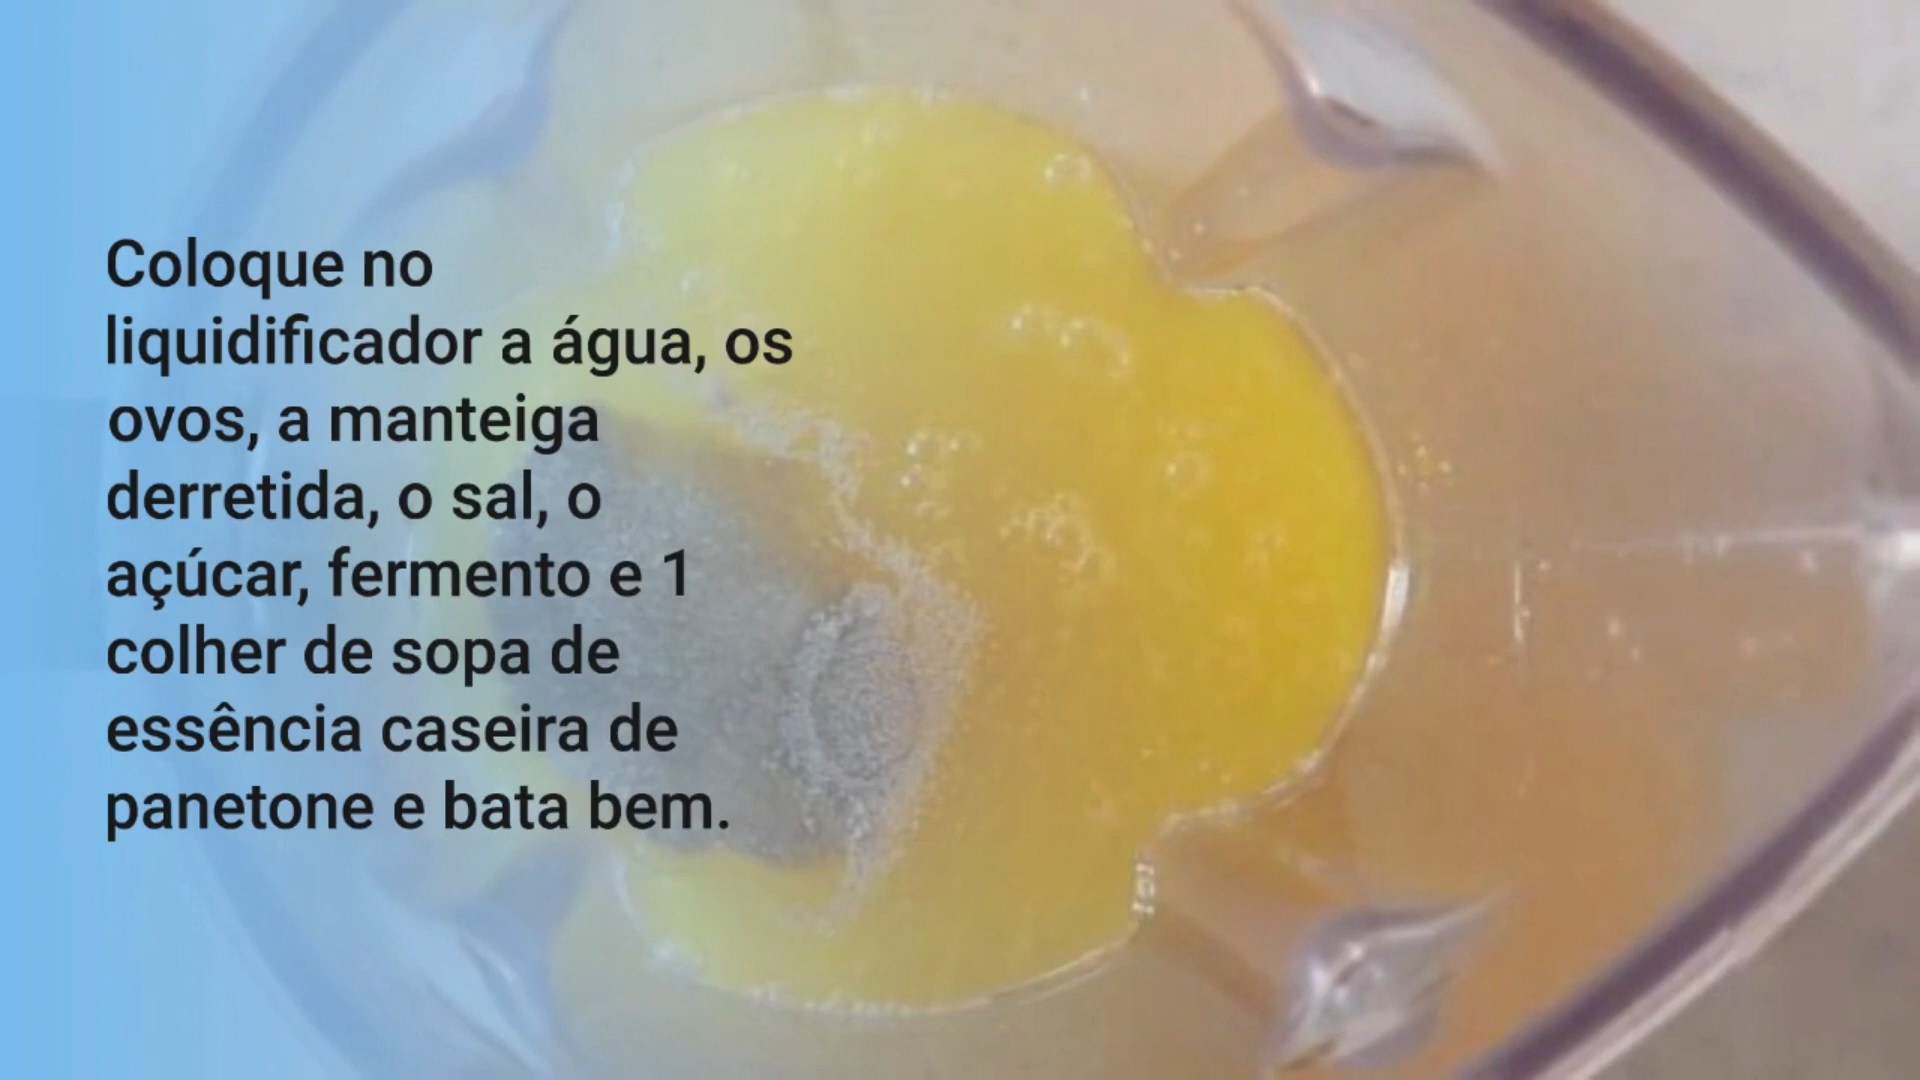 Coloque no
liquidificador a água, os
ovos, a manteiga
derretida, o sal, o
açúcar, fermento e 1
colher de sopa de
essência caseira de
panetone e bata bem.